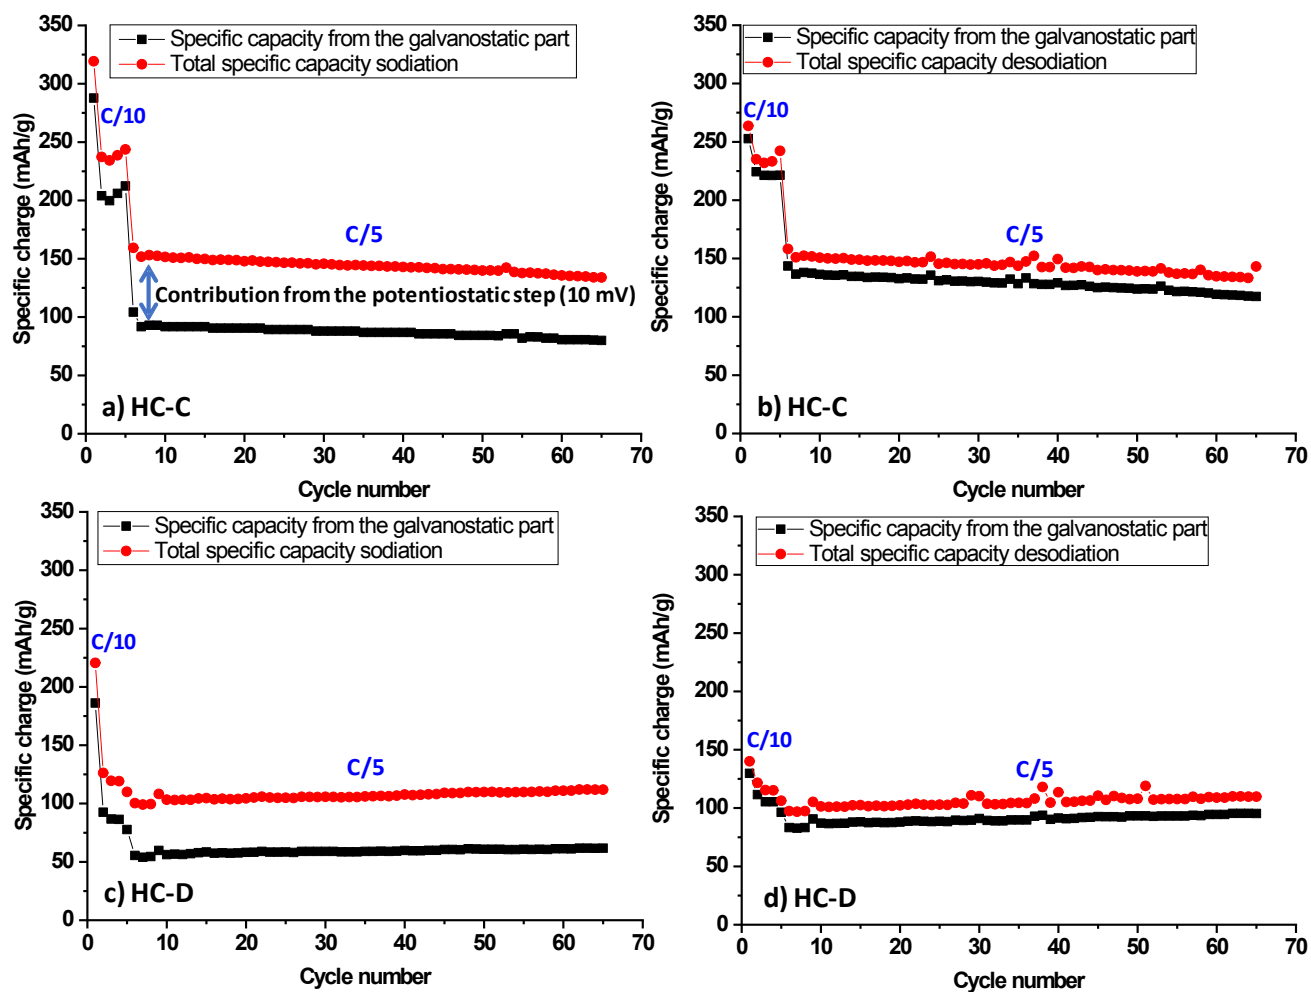 350
300
250
200
150
100
50
0
Specific charge (mAh/g)
Specific capacity from the galvanostatic part
Total specific capacity sodiation
C/10
C/5
Contribution from the potentiostatic step (10 mV)
a) HC-C
0 10 20 30 40 50 60 70
Cycle number
350
300
250
200
150
100
50
0
Specific charge (mAh/g)
Specific capacity from the galvanostatic part
Total specific capacity desodiation
C/10
C/5
b) HC-C
0 10 20 30 40 50 60 70
Cycle number
350
300
250
200
150
100
50
0
Specific charge (mAh/g)
Specific capacity from the galvanostatic part
Total specific capacity sodiation
C/10
C/5
c) HC-D
0 10 20 30 40 50 60 70
Cycle number
350
300
250
200
150
100
50
0
Specific charge (mAh/g)
Specific capacity from the galvanostatic part
Total specific capacity desodiation
C/10
C/5
d) HC-D
0 10 20 30 40 50 60 70
Cycle number